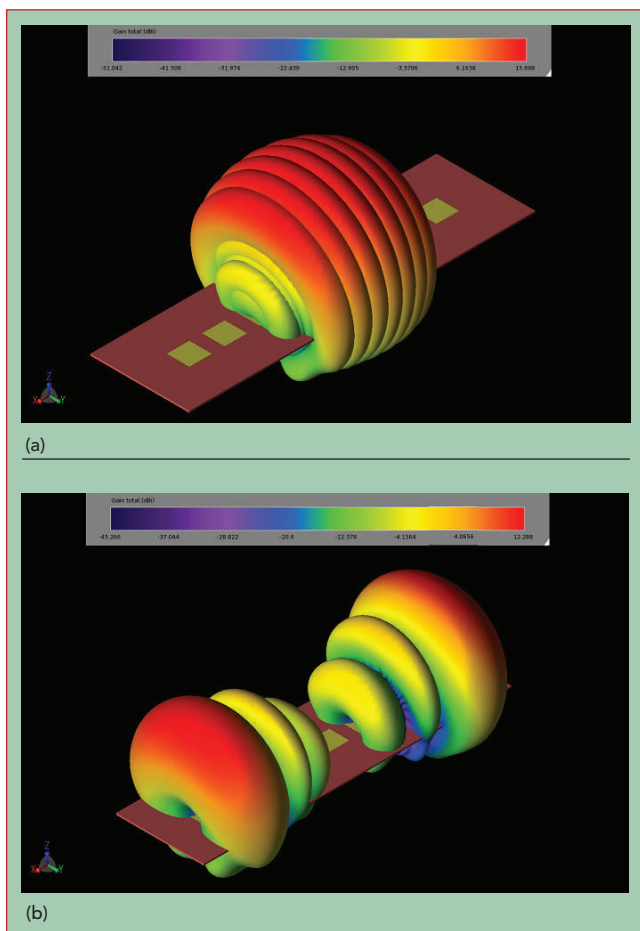 Gain total (dBi)
-51.042 -41.508 -31.974 -22.439 -12.905 -3.3706 6.1638 15.698
Z
X Y
(a)
Gain total (dBi)
-45.266 -37.044 -28.822 -20.6 -12.378 -4.1564 4.0656 12.288
Z
X Y
(b)